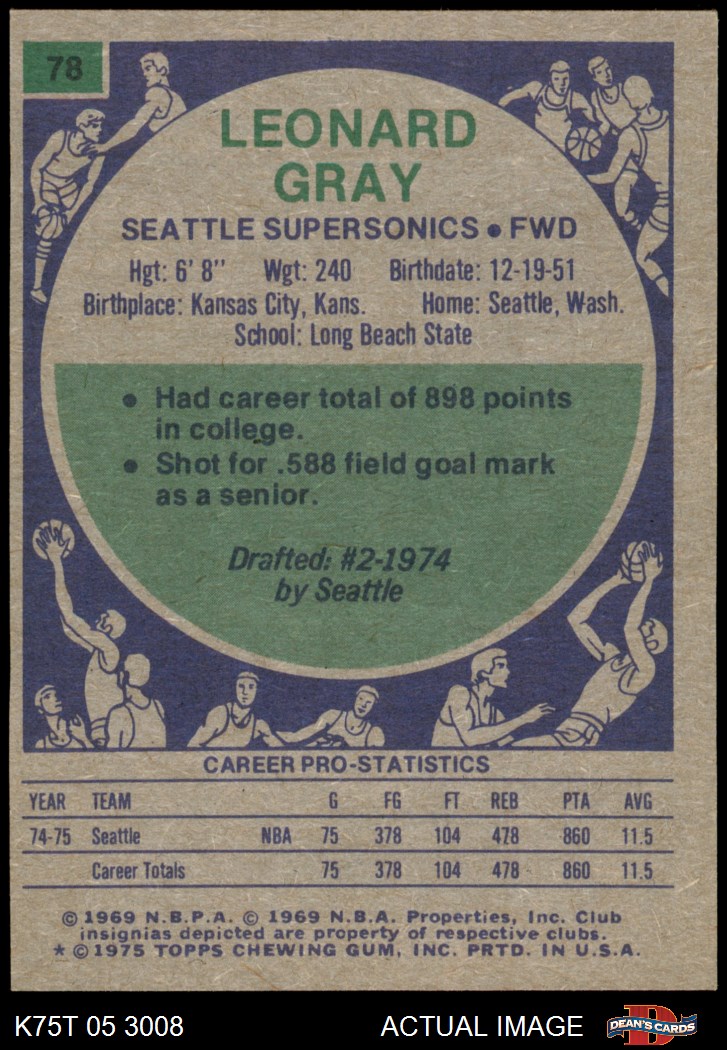 78
LEONARD
GRAY
SEATTLE SUPERSONICS • FWD
Hgt: 6' 8" Wgt: 240 Birthdate: 12-19-51
Birthplace: Kansas City, Kans. Home: Seattle, Wash.
School: Long Beach State
• Had career total of 898 points
in college.
• Shot for .588 field goal mark
as a senior.
Drafted: #2-1974
by Seattle
CAREER PRO-STATISTICS
YEAR TEAM G FG FT REB PTA AVG
74-75 Seattle NBA 75 378 104 478 860 11.5
Career Totals 75 378 104 478 860 11.5
© 1969 N.B.P.A. © 1969 N.B.A. Properties, Inc. Club
insignias depicted are property of respective clubs.
* © 1975 TOPPS CHEWING GUM, INC. PRTD. IN U.S.A.
K75T 05 3008 ACTUAL IMAGE D DEAN'S CARDS